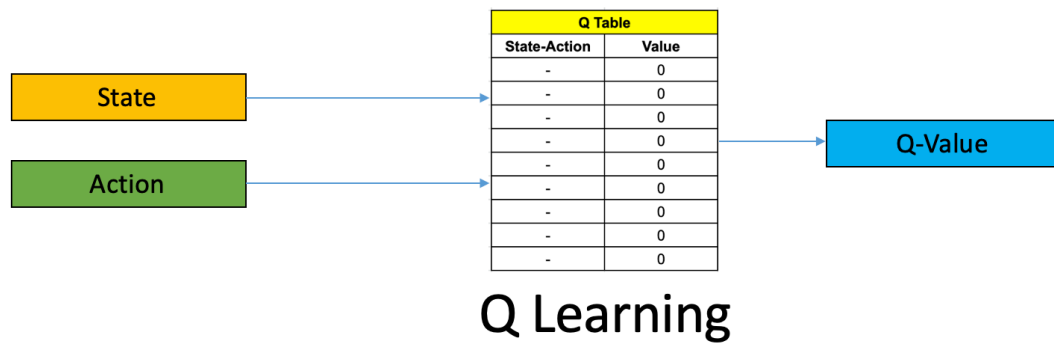 Q Table
State-Action Value
- 0
- 0
- 0
- 0
- 0
- 0
- 0
- 0
- 0
State
Action
Q-Value
Q Learning